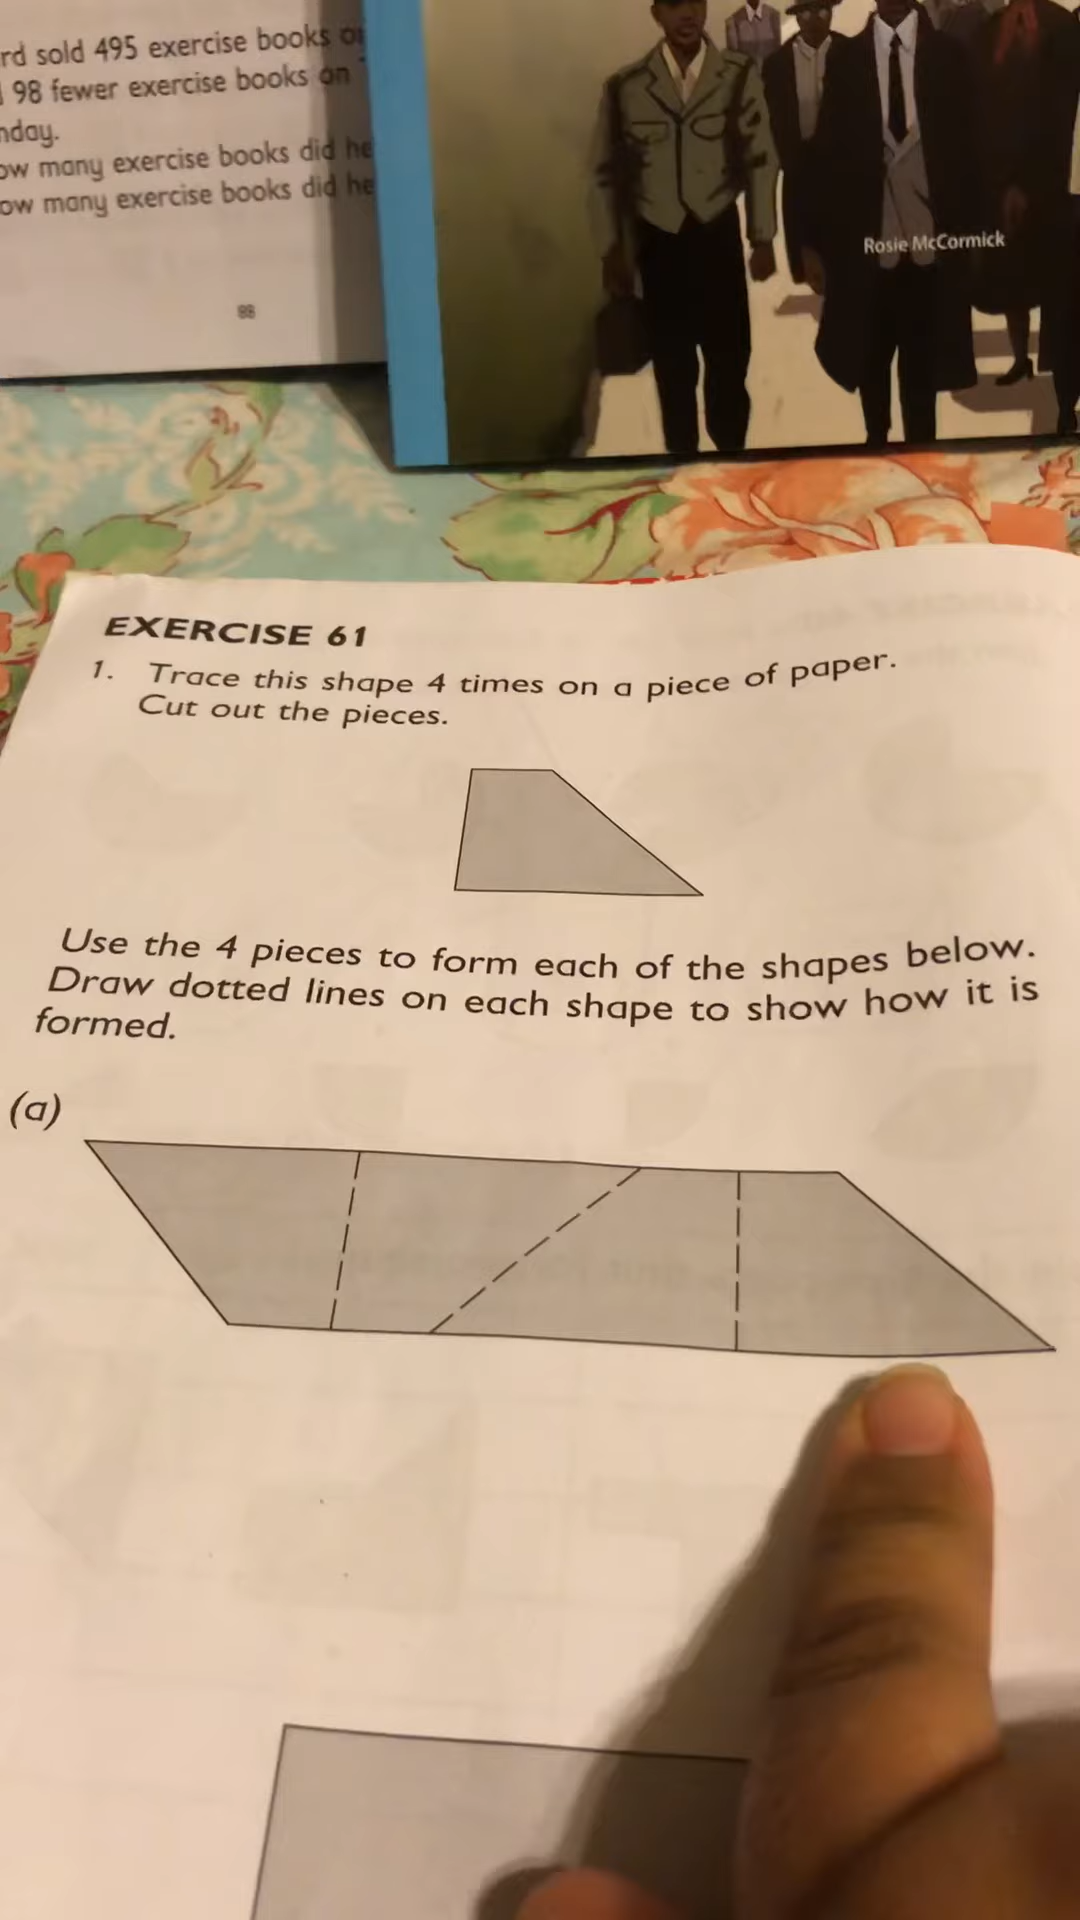 rd sold 495 exercise books
98 fewer exercise books on
nday.
ow many exercise books did he
ow many exercise books did he
88
Rosie McCormick
EXERCISE 61
1. Trace this shape 4 times on a piece of paper.
Cut out the pieces.
Use the 4 pieces to form each of the shapes below.
Draw dotted lines on each shape to show how it is
formed.
(a)